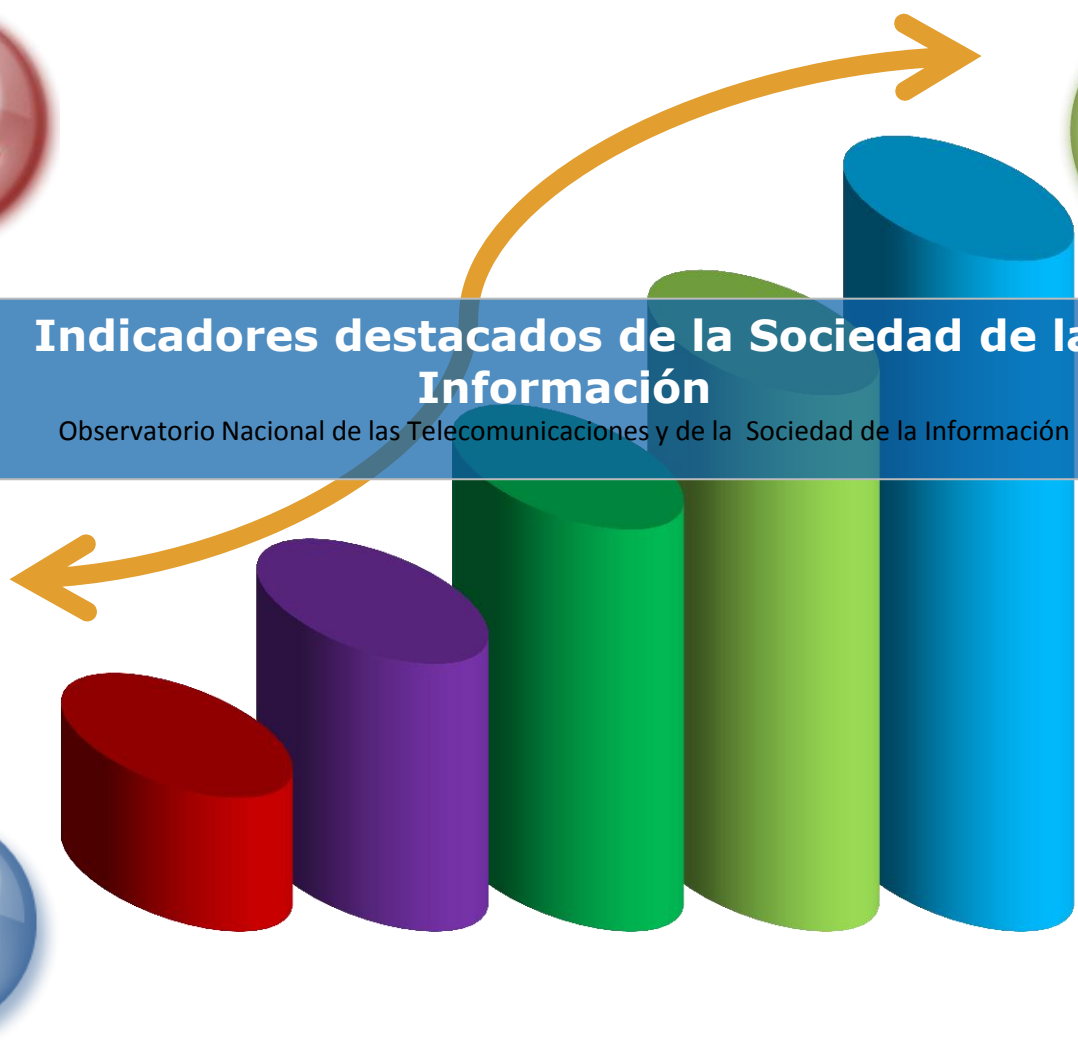 Indicadores destacados de la Sociedad de la
Información
Observatorio Nacional de las Telecomunicaciones y de la Sociedad de la Información